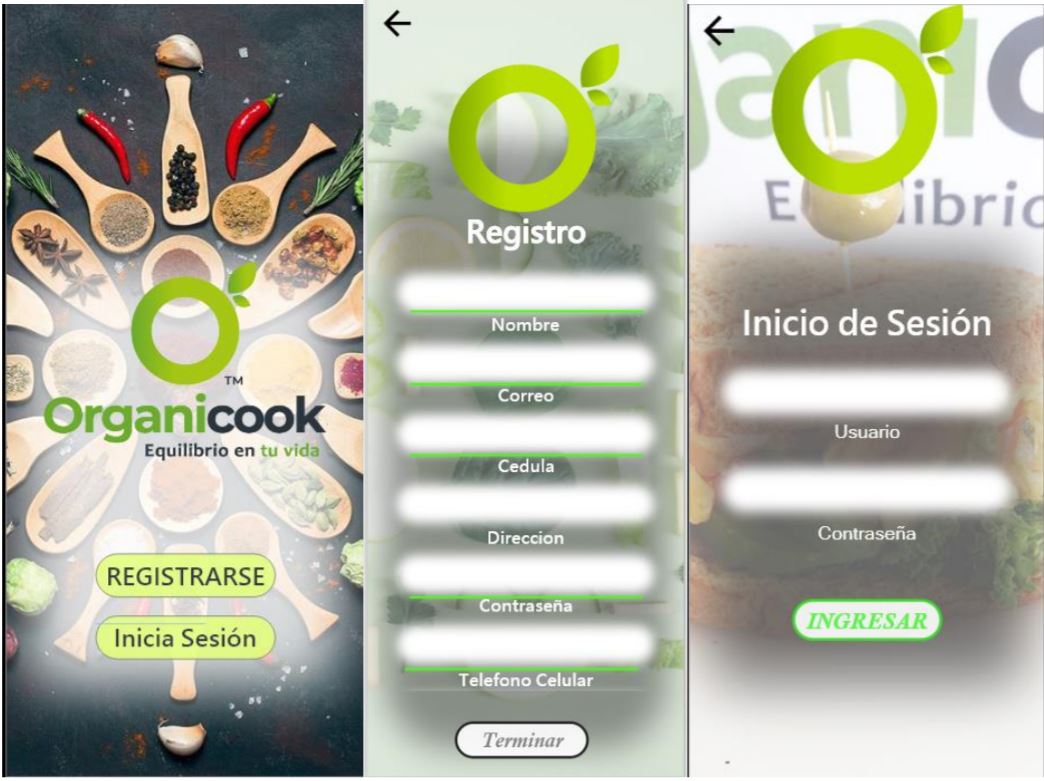 TM
Organicook
Equilibrio en tu vida
REGISTRARSE
Inicia Sesión
Registro
Nombre
Correo
Cedula
Direccion
Contraseña
Telefono Celular
Terminar
Inicio de Sesión
Usuario
Contraseña
INGRESAR